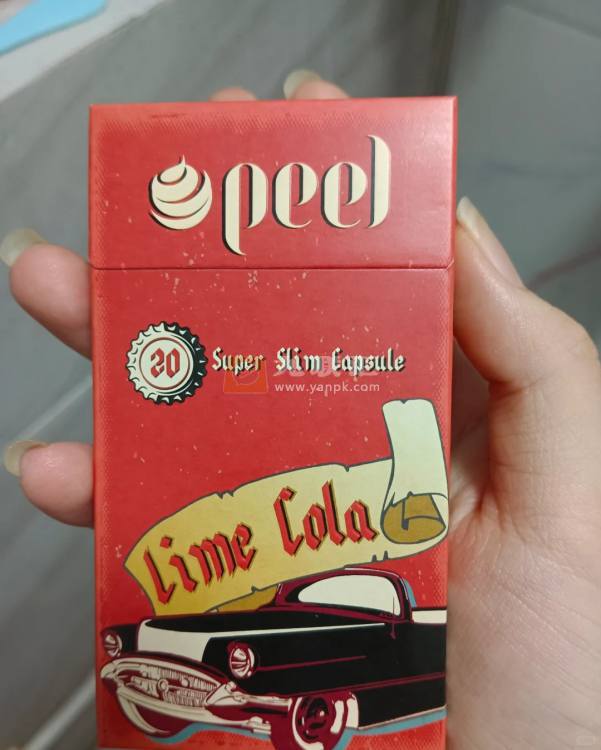 peel
20 Super Slim Capsule
www.yanpk.com
Lime Cola